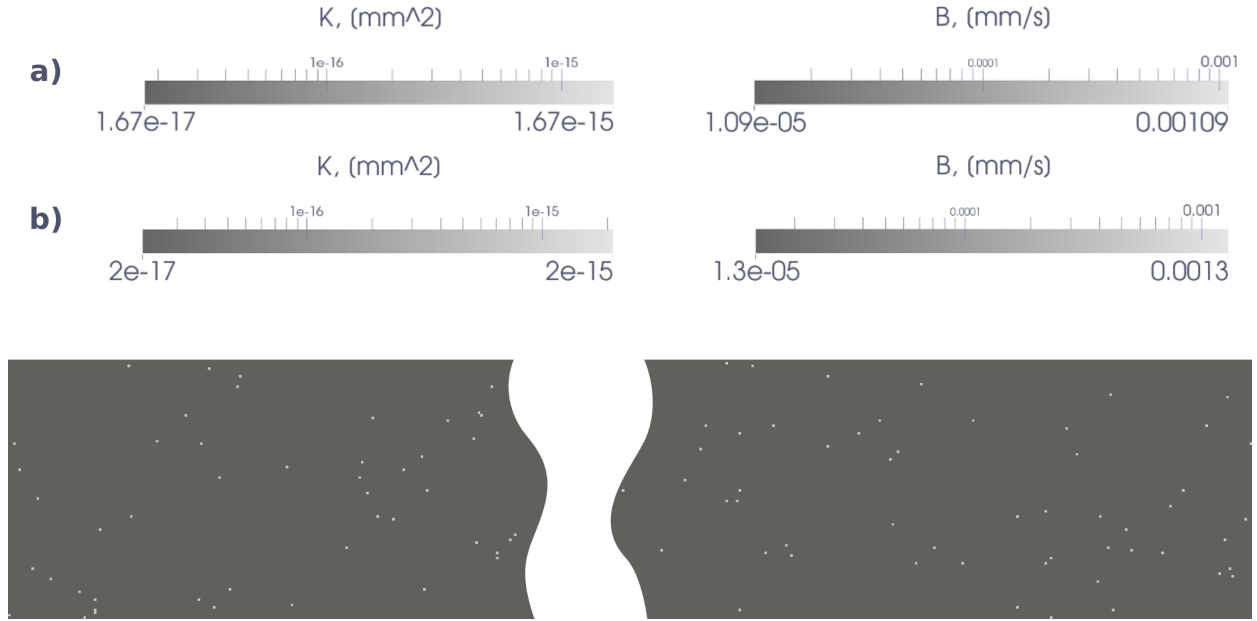 K, (mm^2) B, (mm/s)
a) 1e-16 1e-15 0.0001 0.001
1.67e-17 1.67e-15 1.09e-05 0.00109
K, (mm^2) B, (mm/s)
b) 1e-16 1e-15 0.0001 0.001
2e-17 2e-15 1.3e-05 0.0013